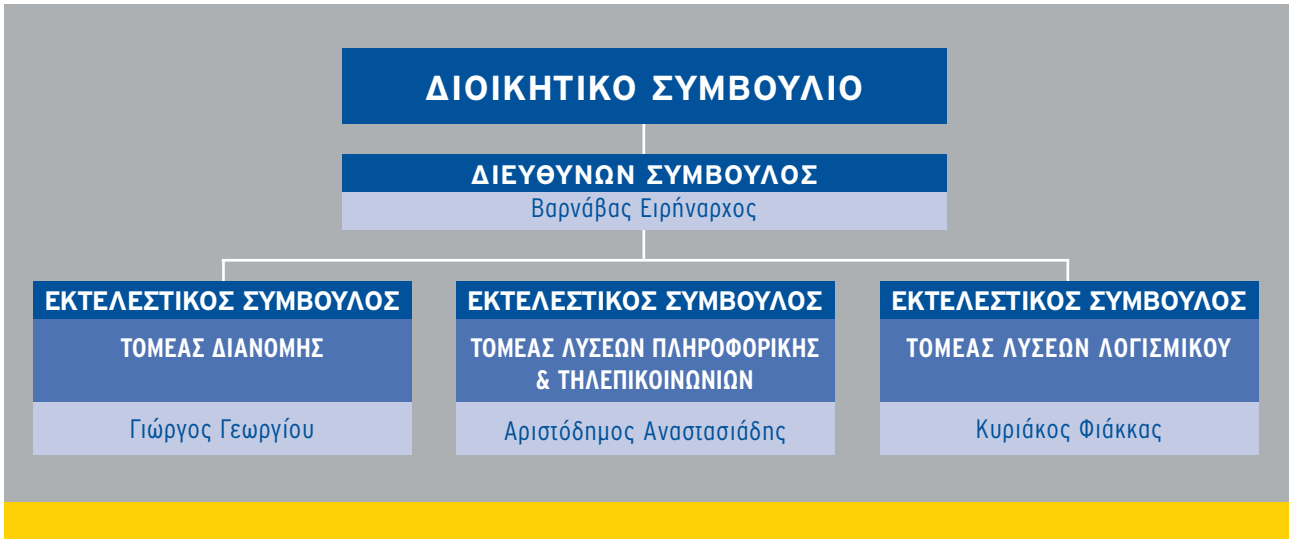 ΔΙΟΙΚΗΤΙΚΟ ΣΥΜΒΟΥΛΙΟ
ΔΙΕΥΘΥΝΩΝ ΣΥΜΒΟΥΛΟΣ
Βαρνάβας Ειρήναρχος
ΕΚΤΕΛΕΣΤΙΚΟΣ ΣΥΜΒΟΥΛΟΣ
ΤΟΜΕΑΣ ΔΙΑΝΟΜΗΣ
Γιώργος Γεωργίου
ΕΚΤΕΛΕΣΤΙΚΟΣ ΣΥΜΒΟΥΛΟΣ
ΤΟΜΕΑΣ ΛΥΣΕΩΝ ΠΛΗΡΟΦΟΡΙΚΗΣ
& ΤΗΛΕΠΙΚΟΙΝΩΝΙΩΝ
Αριστόδημος Αναστασιάδης
ΕΚΤΕΛΕΣΤΙΚΟΣ ΣΥΜΒΟΥΛΟΣ
ΤΟΜΕΑΣ ΛΥΣΕΩΝ ΛΟΓΙΣΜΙΚΟΥ
Κυριάκος Φιάκκας